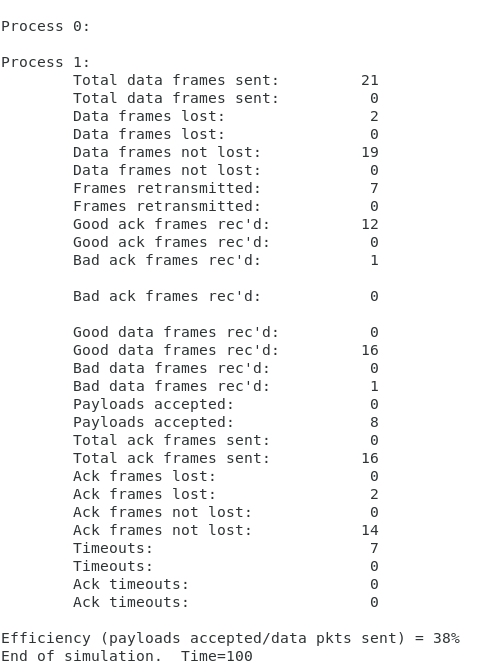 Process 0:
Process 1:
Total data frames sent: 21
Total data frames sent: 0
Data frames lost: 2
Data frames lost: 0
Data frames not lost: 19
Data frames not lost: 0
Frames retransmitted: 7
Frames retransmitted: 0
Good ack frames rec'd: 12
Good ack frames rec'd: 0
Bad ack frames rec'd: 1
Bad ack frames rec'd: 0
Good data frames rec'd: 0
Good data frames rec'd: 16
Bad data frames rec'd: 0
Bad data frames rec'd: 1
Payloads accepted: 0
Payloads accepted: 8
Total ack frames sent: 0
Total ack frames sent: 16
Ack frames lost: 0
Ack frames lost: 2
Ack frames not lost: 0
Ack frames not lost: 14
Timeouts: 7
Timeouts: 0
Ack timeouts: 0
Ack timeouts: 0
Efficiency (payloads accepted/data pkts sent) = 38%
End of simulation.  Time=100